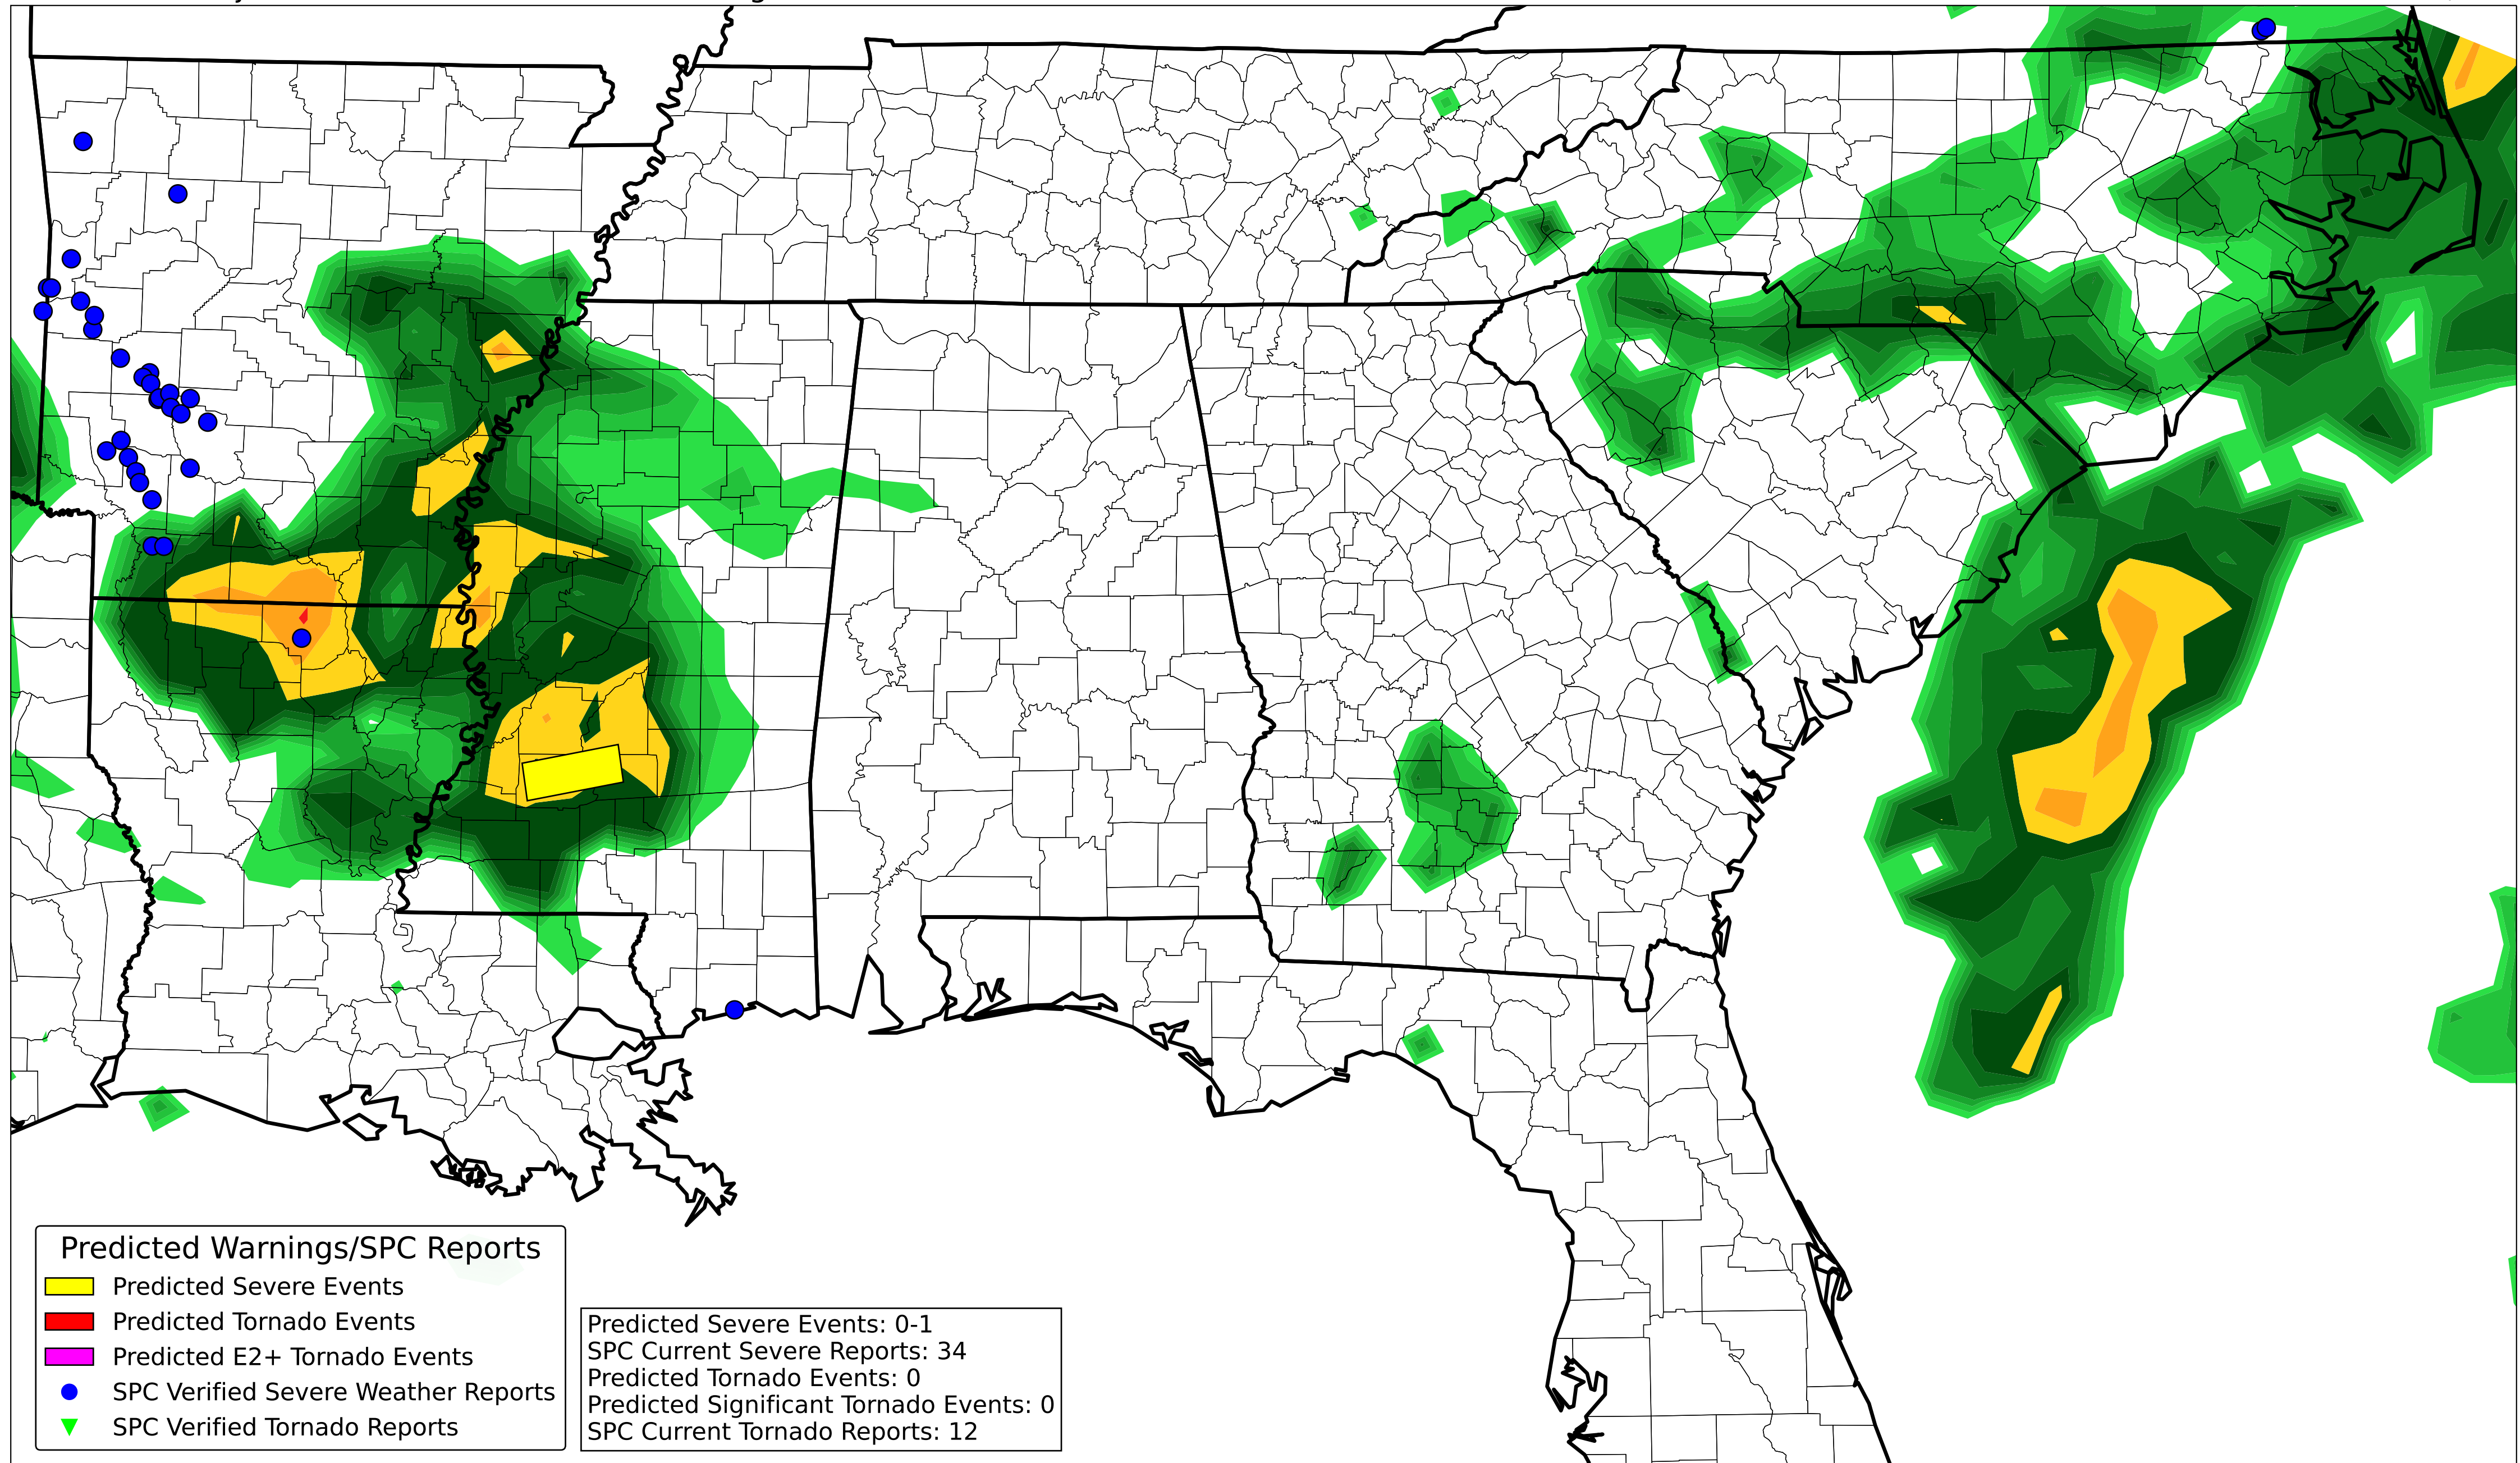 Predicted Warnings/SPC Reports
Predicted Severe Events
Predicted Tornado Events
Predicted E2+ Tornado Events
SPC Verified Severe Weather Reports
SPC Verified Tornado Reports
Predicted Severe Events: 0-1
SPC Current Severe Reports: 34
Predicted Tornado Events: 0
Predicted Significant Tornado Events: 0
SPC Current Tornado Reports: 12